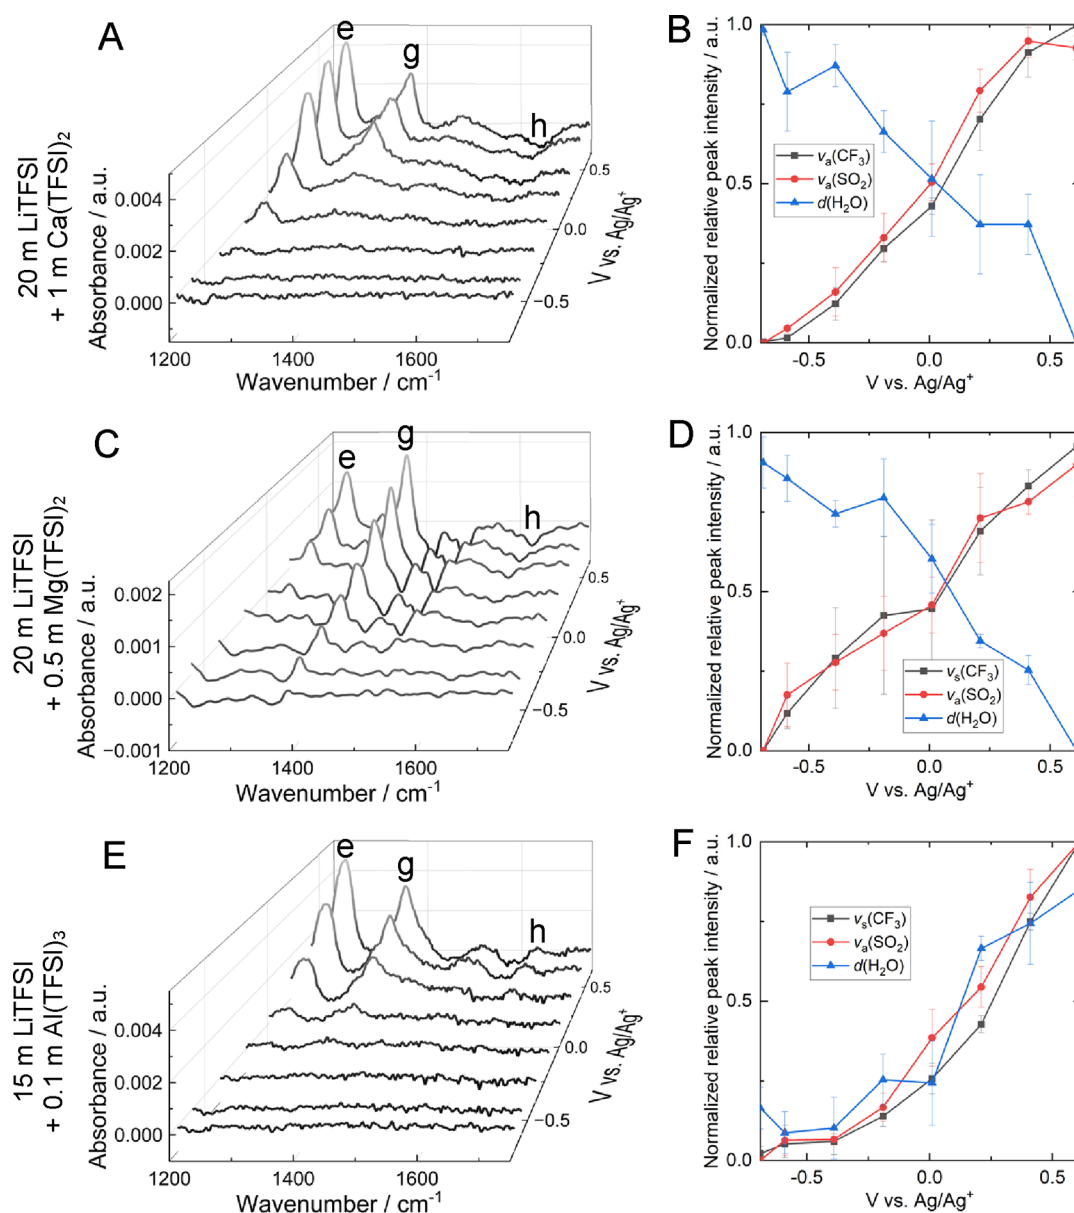 A
e
g
h
20 m LiTFSI
+ 1 m Ca(TFSI)2
Absorbance / a.u.
0.004
0.002
0.000
1200
1400
1600
Wavenumber / cm-1
0.5
0.0
−0.5
V vs. Ag/Ag+
B
Normalized relative peak intensity / a.u.
1.0
0.5
0.0
va(CF3)
va(SO2)
d(H2O)
-0.5
0.0
0.5
V vs. Ag/Ag+
C
e
g
h
20 m LiTFSI
+ 0.5 m Mg(TFSI)2
Absorbance / a.u.
0.002
0.001
0.000
−0.001
1200
1400
1600
Wavenumber / cm-1
0.5
0.0
−0.5
V vs. Ag/Ag+
D
Normalized relative peak intensity / a.u.
1.0
0.5
0.0
vs(CF3)
va(SO2)
d(H2O)
-0.5
0.0
0.5
V vs. Ag/Ag+
E
e
g
h
15 m LiTFSI
+ 0.1 m Al(TFSI)3
Absorbance / a.u.
0.004
0.002
0.000
1200
1400
1600
Wavenumber / cm-1
0.5
0.0
−0.5
V vs. Ag/Ag+
F
Normalized relative peak intensity / a.u.
1.0
0.5
0.0
vs(CF3)
va(SO2)
d(H2O)
-0.5
0.0
0.5
V vs. Ag/Ag+